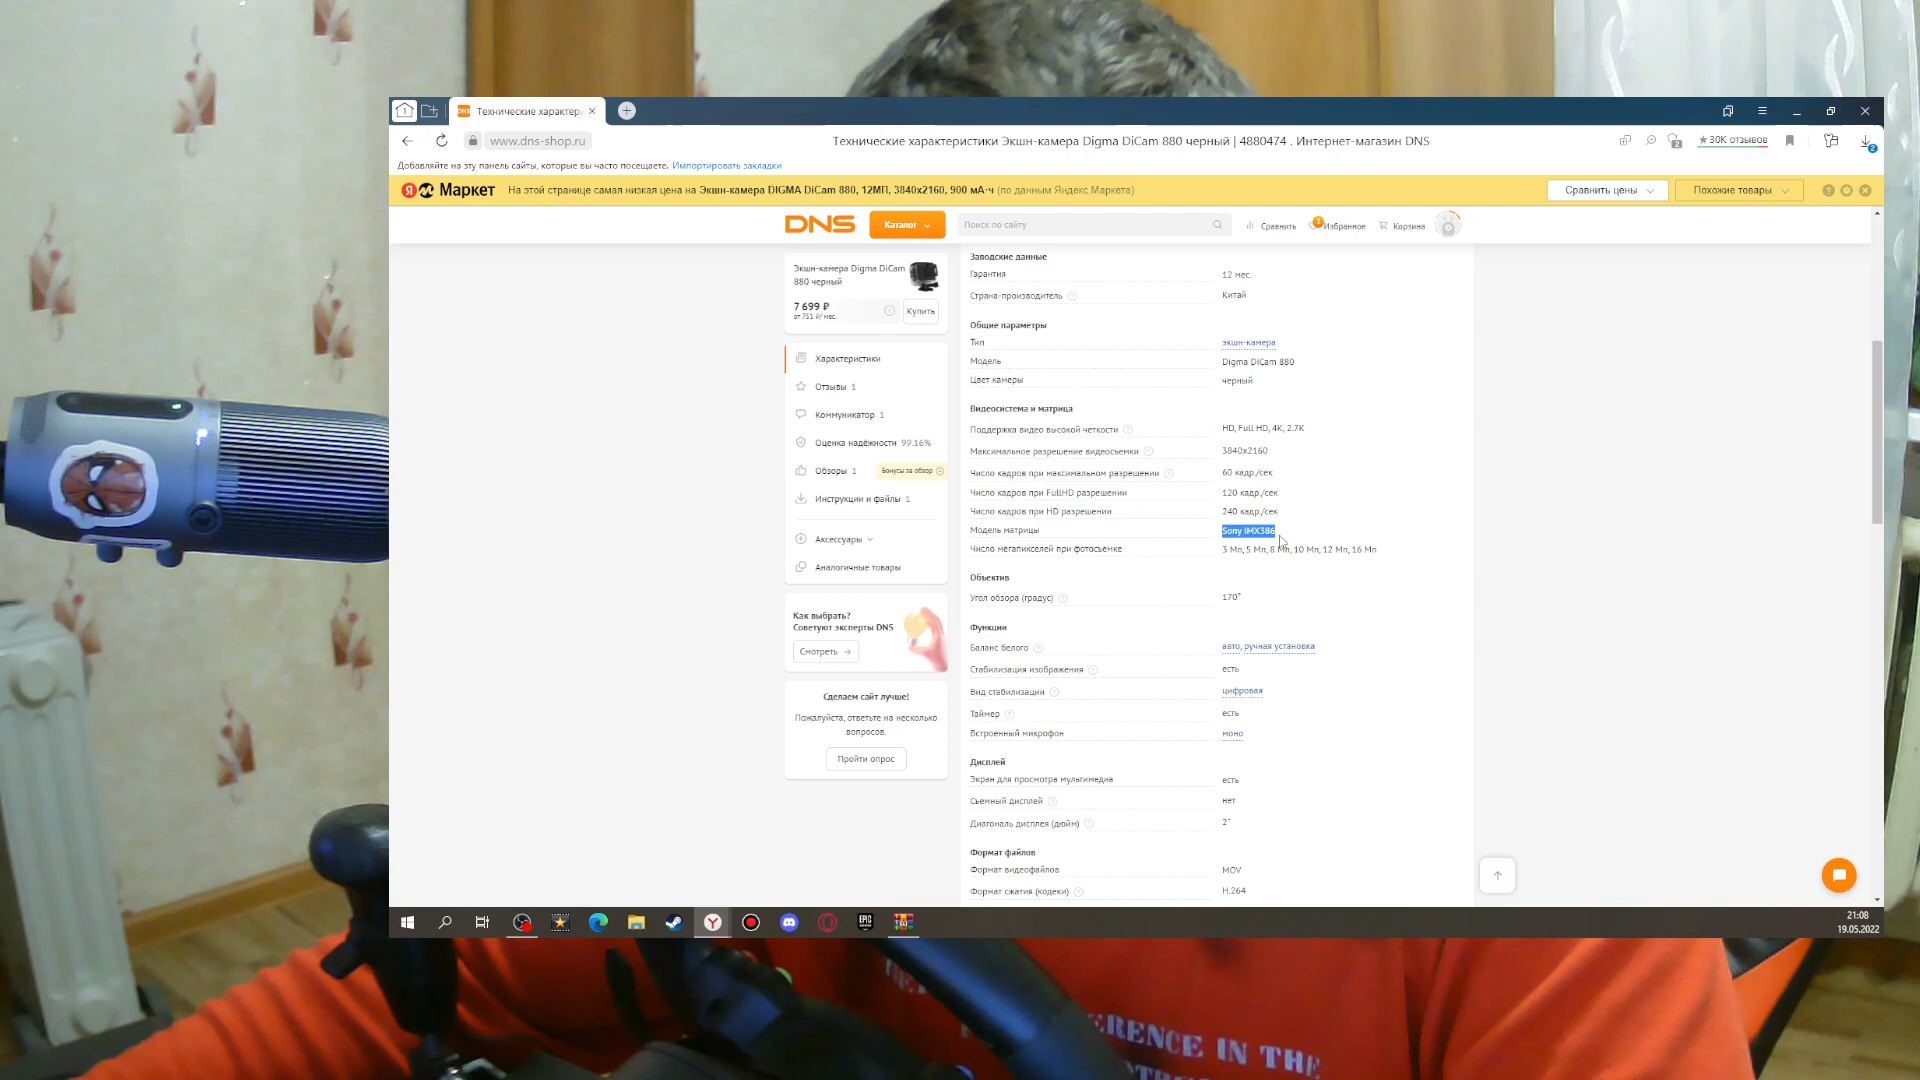 Технические характери
www.dns-shop.ru
Технические характеристики Экшн-камера Digma DiCam 880 черный | 4880474 . Интернет-магазин DNS
★ 30K отзывов
2
2
Добавляйте на эту панель сайты, которые вы часто посещаете. Импортировать закладки
Я Маркет
На этой странице самая низкая цена на Экшн-камера DIGMA DiCam 880, 12МП, 3840x2160, 900 мА·ч (по данным Яндекс.Маркета)
Сравнить цены
Похожие товары
DNS
Каталог
Поиск по сайту
Сравнить
1
Избранное
Корзина
Экшн-камера Digma DiCam
880 черный
7 699 ₽
от 751 ₽/ мес.
Купить
Характеристики
Отзывы 1
Коммуникатор 1
Оценка надёжности 99.16%
Обзоры 1
Бонусы за обзор
Инструкции и файлы 1
Аксессуары
Аналогичные товары
Как выбрать?
Советуют эксперты DNS
Смотреть →
Сделаем сайт лучше!
Пожалуйста, ответьте на несколько
вопросов.
Пройти опрос
Заводские данные
Гарантия 12 мес.
Страна-производитель Китай
Общие параметры
Тип экшн-камера
Модель Digma DiCam 880
Цвет камеры черный
Видеосистема и матрица
Поддержка видео высокой четкости HD, Full HD, 4K, 2.7K
Максимальное разрешение видеосъемки 3840x2160
Число кадров при максимальном разрешении 60 кадр./сек
Число кадров при FullHD разрешении 120 кадр./сек
Число кадров при HD разрешении 240 кадр./сек
Модель матрицы Sony IMX386
Число мегапикселей при фотосъемке 3 Мп, 5 Мп, 8 Мп, 10 Мп, 12 Мп, 16 Мп
Объектив
Угол обзора (градус) 170°
Функции
Баланс белого авто, ручная установка
Стабилизация изображения есть
Вид стабилизации цифровая
Таймер есть
Встроенный микрофон моно
Дисплей
Экран для просмотра мультимедиа есть
Съемный дисплей нет
Диагональ дисплея (дюйм) 2"
Формат файлов
Формат видеофайлов MOV
Формат сжатия (кодеки) H.264
21:08
19.05.2022
ERENCE IN THE